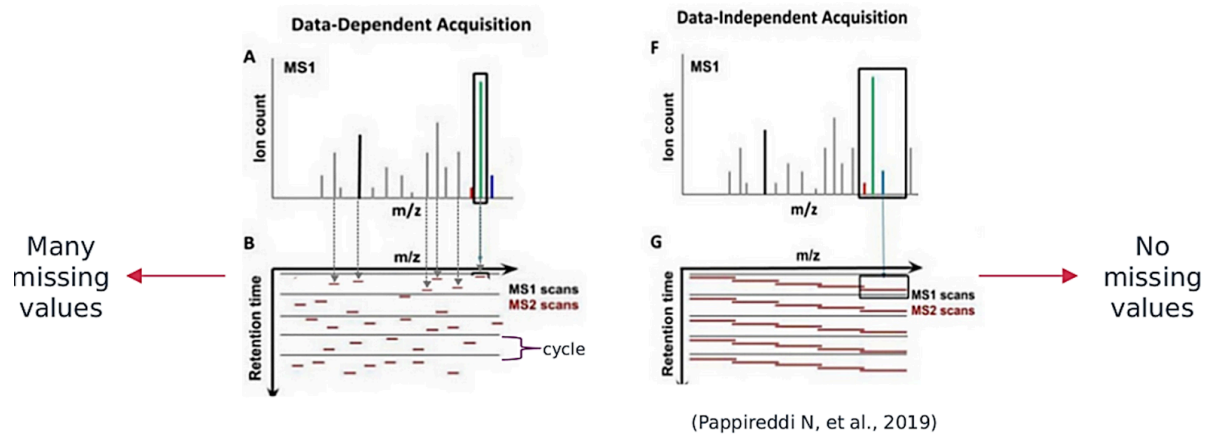 Data-Dependent Acquisition
A
MS1
Ion count
m/z
B
m/z
Retention time
MS1 scans
MS2 scans
cycle
Many
missing
values
Data-Independent Acquisition
F
MS1
Ion count
m/z
G
m/z
Retention time
MS1 scans
MS2 scans
No
missing
values
(Pappireddi N, et al., 2019)